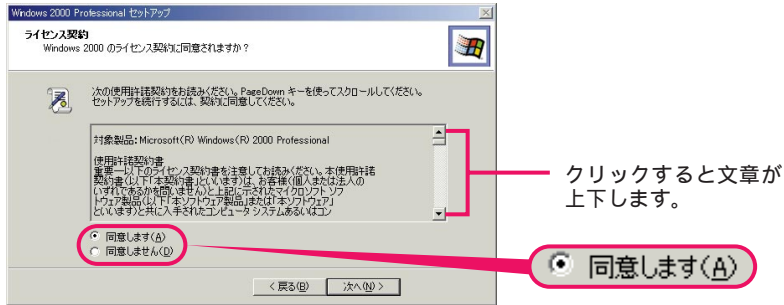 Windows 2000 Professional セットアップ
ライセンス契約
Windows 2000 のライセンス契約に同意されますか？
次の使用許諾契約をお読みください。PageDown キーを使ってスクロールしてください。
セットアップを続行するには、契約に同意してください。
対象製品: Microsoft(R) Windows(R) 2000 Professional
使用許諾契約書
重要―以下のライセンス契約書を注意してお読みください。本使用許諾
契約書(以下「本契約書」といいます)は、お客様(個人または法人の
いずれであるかを問いません)と上記に示されたマイクロソフト ソフ
トウェア製品(以下「本ソフトウェア製品」または「本ソフトウェア」
といいます)と共に入手されたコンピュータ システムあるいはコン
クリックすると文章が
上下します。
同意します(A)
同意しません(D)
同意します(A)
< 戻る(B)
次へ(N) >